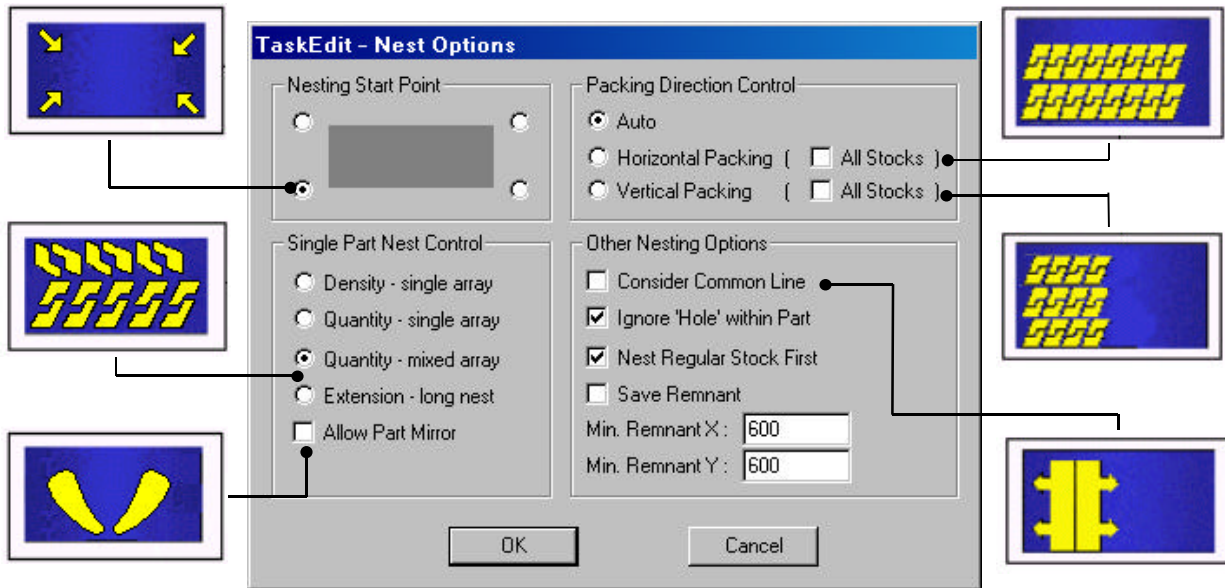 TaskEdit - Nest Options
Nesting Start Point
Packing Direction Control
Auto
Horizontal Packing ( All Stocks )
Vertical Packing ( All Stocks )
Single Part Nest Control
Density - single array
Quantity - single array
Quantity - mixed array
Extension - long nest
Allow Part Mirror
Other Nesting Options
Consider Common Line
Ignore 'Hole' within Part
Nest Regular Stock First
Save Remnant
Min. Remnant X : 600
Min. Remnant Y : 600
OK
Cancel